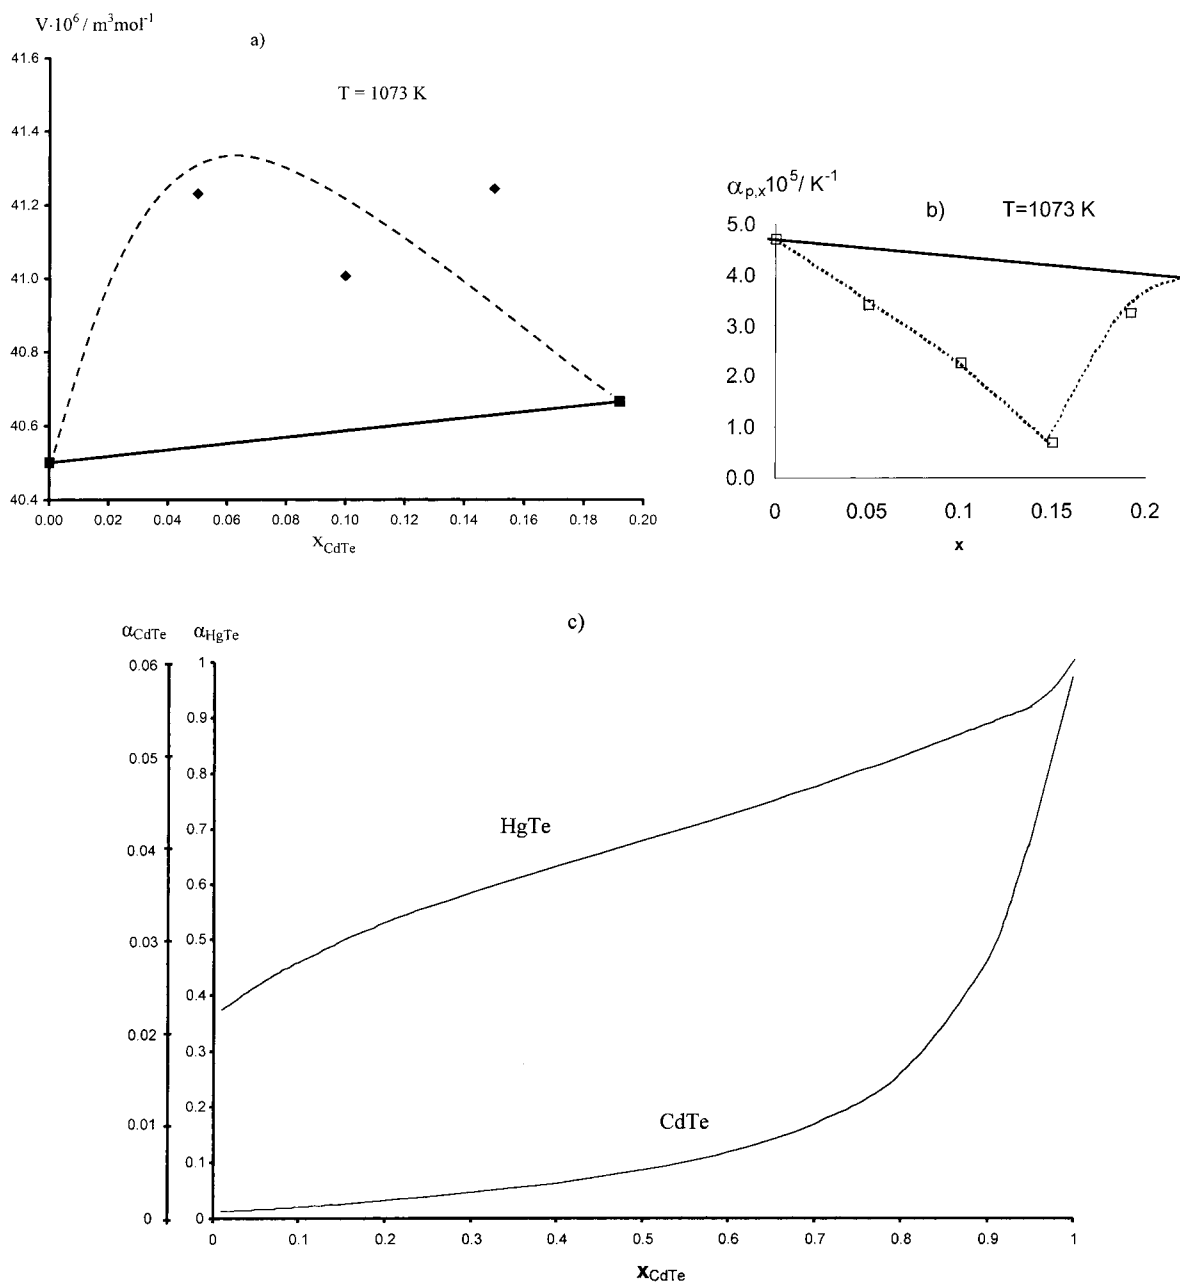 V·10⁶ / m³mol⁻¹
a)
T = 1073 K
41.6
41.4
41.2
41.0
40.8
40.6
40.4
0.00 0.02 0.04 0.06 0.08 0.10 0.12 0.14 0.16 0.18 0.20
x_CdTe
α_p,x10⁵/ K⁻¹
b) T=1073 K
5.0
4.0
3.0
2.0
1.0
0.0
0 0.05 0.1 0.15 0.2
x
c)
α_CdTe α_HgTe
0.06
0.05
0.04
0.03
0.02
0.01
0
1
0.9
0.8
0.7
0.6
0.5
0.4
0.3
0.2
0.1
0
HgTe
CdTe
0 0.1 0.2 0.3 0.4 0.5 0.6 0.7 0.8 0.9 1
x_CdTe